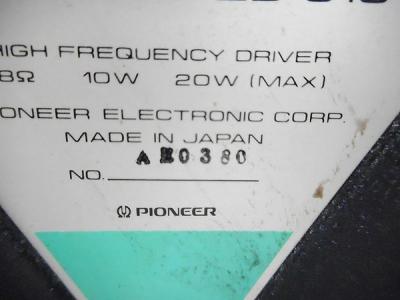 HIGH FREQUENCY DRIVER
8Ω 10W 20W (MAX)
PIONEER ELECTRONIC CORP.
MADE IN JAPAN
NO.
PIONEER